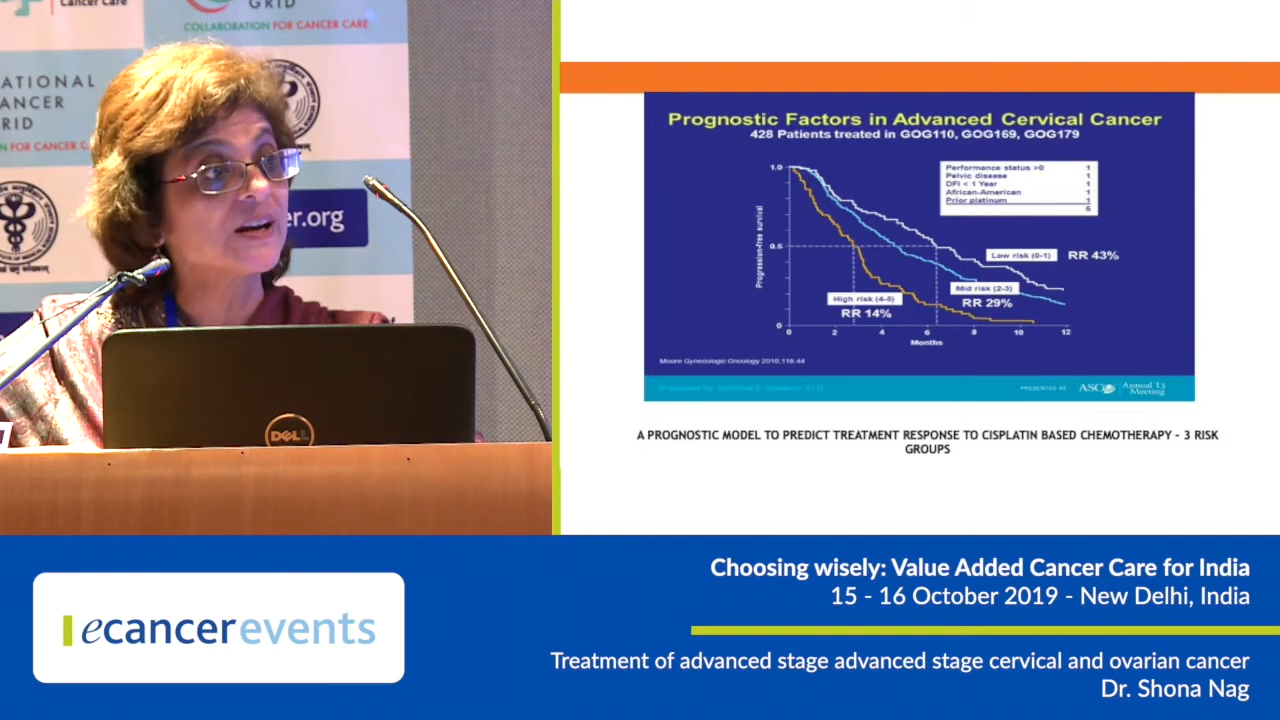 Cancer Care
GRID
COLLABORATION FOR CANCER CARE
ATIONAL
ANCER
RID
N FOR CANCER C
er.org
DELL
Prognostic Factors in Advanced Cervical Cancer
428 Patients treated in GOG110, GOG169, GOG179
Performance status >0 1
Pelvic disease 1
DFI < 1 Year 1
African-American 1
Prior platinum 1
Progression-free survival
1.0
0.5
0
Low risk (0-1) RR 43%
Mid risk (2-3)
RR 29%
High risk (4-5)
RR 14%
0 2 4 6 8 10 12
Months
Moore Gynecologic Oncology 2010;116:44
PRESENTED AT: ASCO Annual '13
Meeting
A PROGNOSTIC MODEL TO PREDICT TREATMENT RESPONSE TO CISPLATIN BASED CHEMOTHERAPY - 3 RISK
GROUPS
Choosing wisely: Value Added Cancer Care for India
15 - 16 October 2019 - New Delhi, India
ecancerevents
Treatment of advanced stage advanced stage cervical and ovarian cancer
Dr. Shona Nag